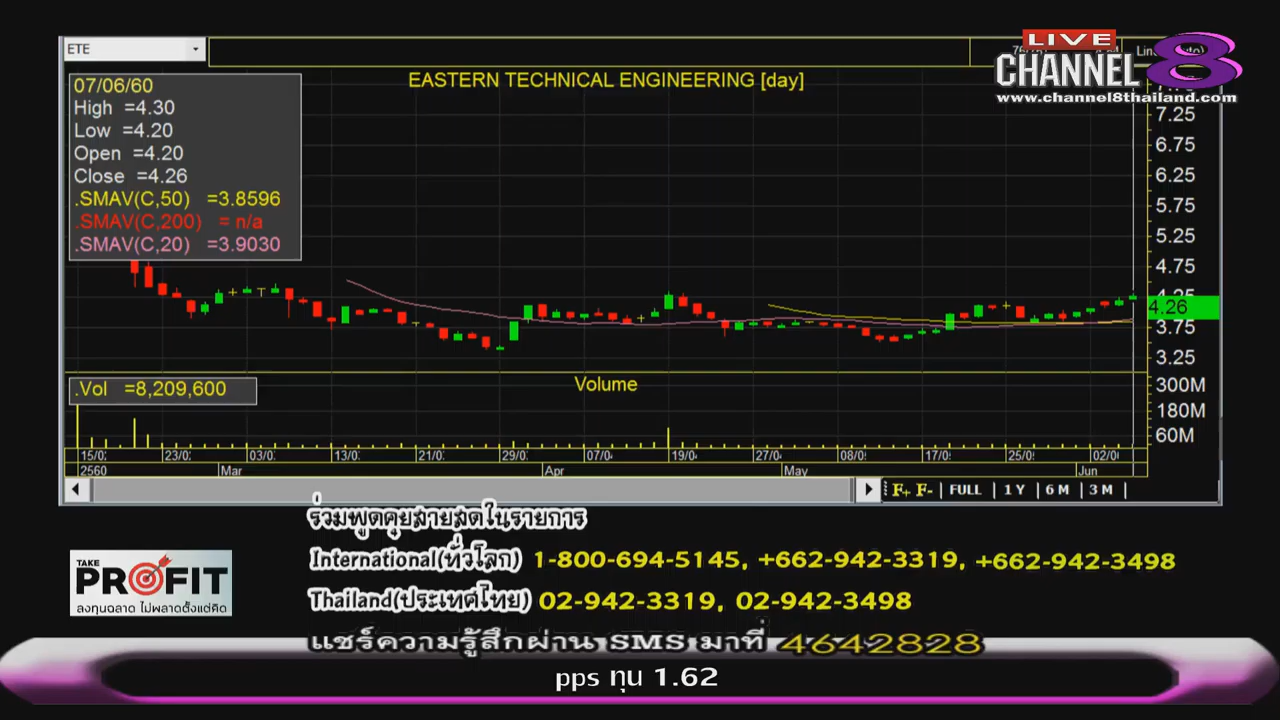 ETE
LIVE
CHANNEL 8
www.channel8thailand.com
EASTERN TECHNICAL ENGINEERING [day]
07/06/60
High =4.30
Low =4.20
Open =4.20
Close =4.26
.SMAV(C,50) =3.8596
.SMAV(C,200) = n/a
.SMAV(C,20) =3.9030
7.25
6.75
6.25
5.75
5.25
4.75
4.25
4.26
3.75
3.25
.Vol =8,209,600
Volume
300M
180M
60M
15/0 23/0 03/0 13/0 21/0 29/0 07/0 19/0 27/0 08/0 17/0 25/0 02/0
2560 Mar Apr May Jun
F+ F- FULL 1 Y 6 M 3 M
ร่วมพูดคุยสายสดในรายการ
International(ทั่วโลก) 1-800-694-5145, +662-942-3319, +662-942-3498
Thailand(ประเทศไทย) 02-942-3319, 02-942-3498
TAKE
PROFIT
ลงทุนฉลาด ไม่พลาดตั้งแต่คิด
แชร์ความรู้สึกผ่าน SMS มาที่ 4642828
pps ทุน 1.62